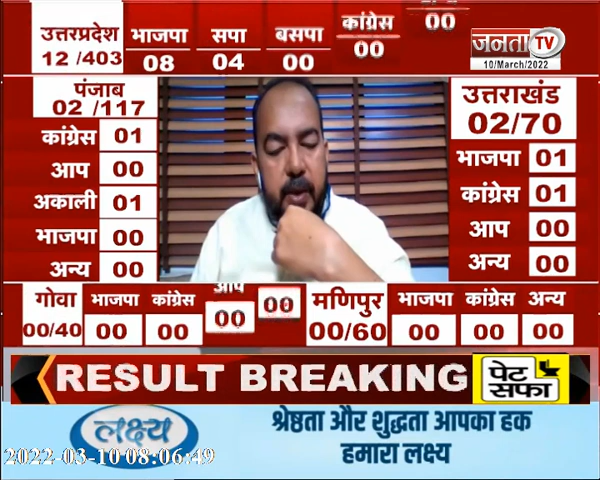 उत्तरप्रदेश
12 /403
भाजपा
08
सपा
04
बसपा
00
कांग्रेस
00
00
जनता TV
10/March/2022
पंजाब
02 /117
कांग्रेस 01
आप 00
अकाली 01
भाजपा 00
अन्य 00
उत्तराखंड
02/70
भाजपा 01
कांग्रेस 01
आप 00
अन्य 00
गोवा
00/40
भाजपा
00
कांग्रेस
00
आप
00
00
मणिपुर
00/60
भाजपा
00
कांग्रेस
00
अन्य
00
RESULT BREAKING
पेट
सफा
लक्ष्य
श्रेष्ठता और शुद्धता आपका हक
हमारा लक्ष्य
2022-03-10 08:06:49